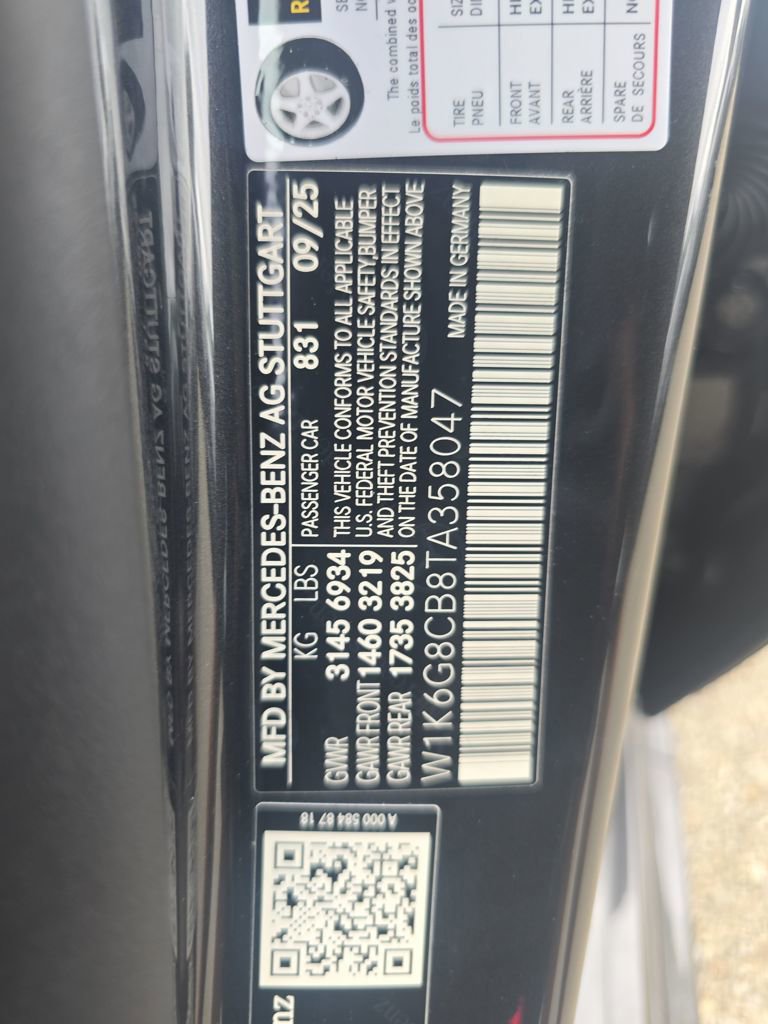 The combined w
Le poids total des oc
TIRE
PNEU
FRONT
AVANT
REAR
ARRIÈRE
SPARE
DE SECOURS
MFD BY MERCEDES-BENZ AG STUTTGART
KG LBS PASSENGER CAR 831 09/25
GVWR 3145 6934 THIS VEHICLE CONFORMS TO ALL APPLICABLE
GAWR FRONT 1460 3219 U.S. FEDERAL MOTOR VEHICLE SAFETY,BUMPER
GAWR REAR 1735 3825 AND THEFT PREVENTION STANDARDS IN EFFECT
ON THE DATE OF MANUFACTURE SHOWN ABOVE
W1K6G8CB8TA358047 MADE IN GERMANY
A 000 584 87 18
nz